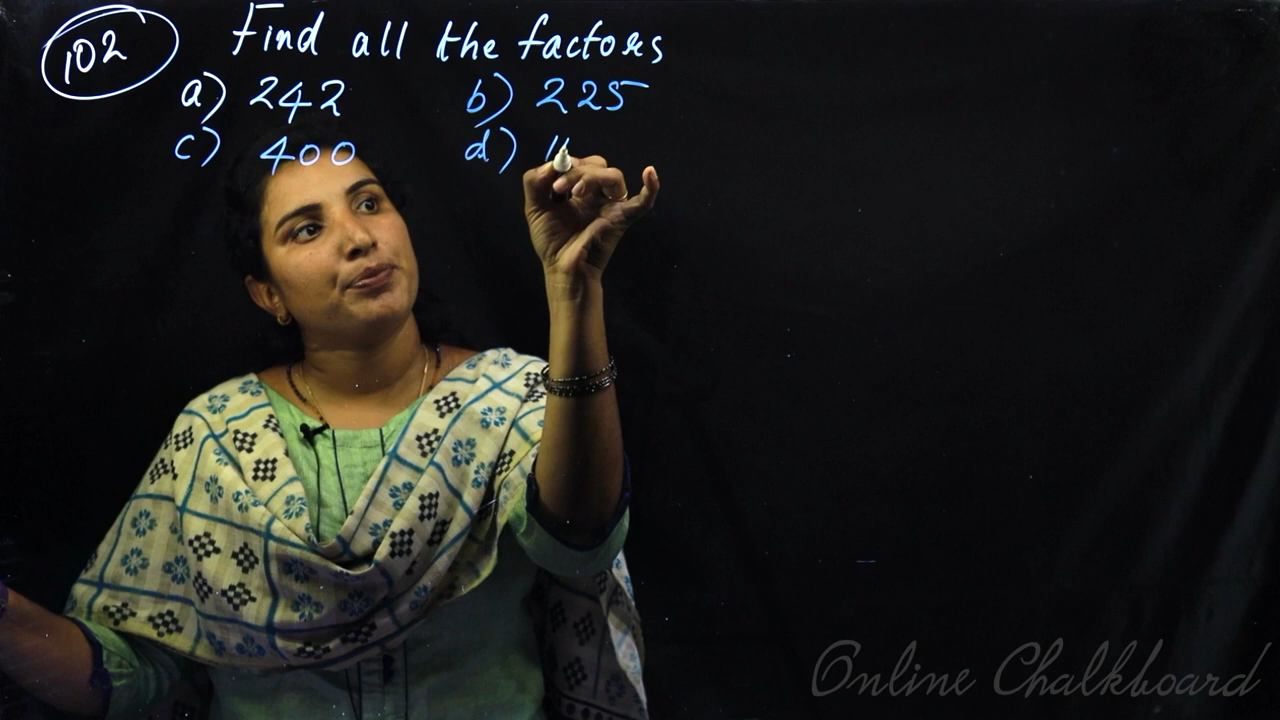 102 Find all the factors
a) 242 b) 225
c) 400 d)
Online Chalkboard